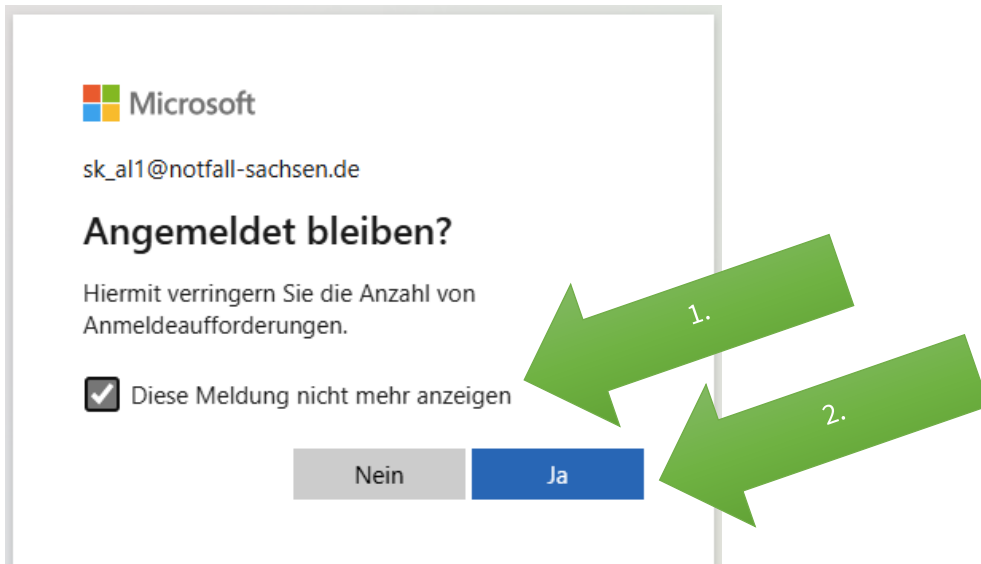 Microsoft
sk_al1@notfall-sachsen.de
Angemeldet bleiben?
Hiermit verringern Sie die Anzahl von
Anmeldeaufforderungen.
1.
Diese Meldung nicht mehr anzeigen
2.
Nein
Ja